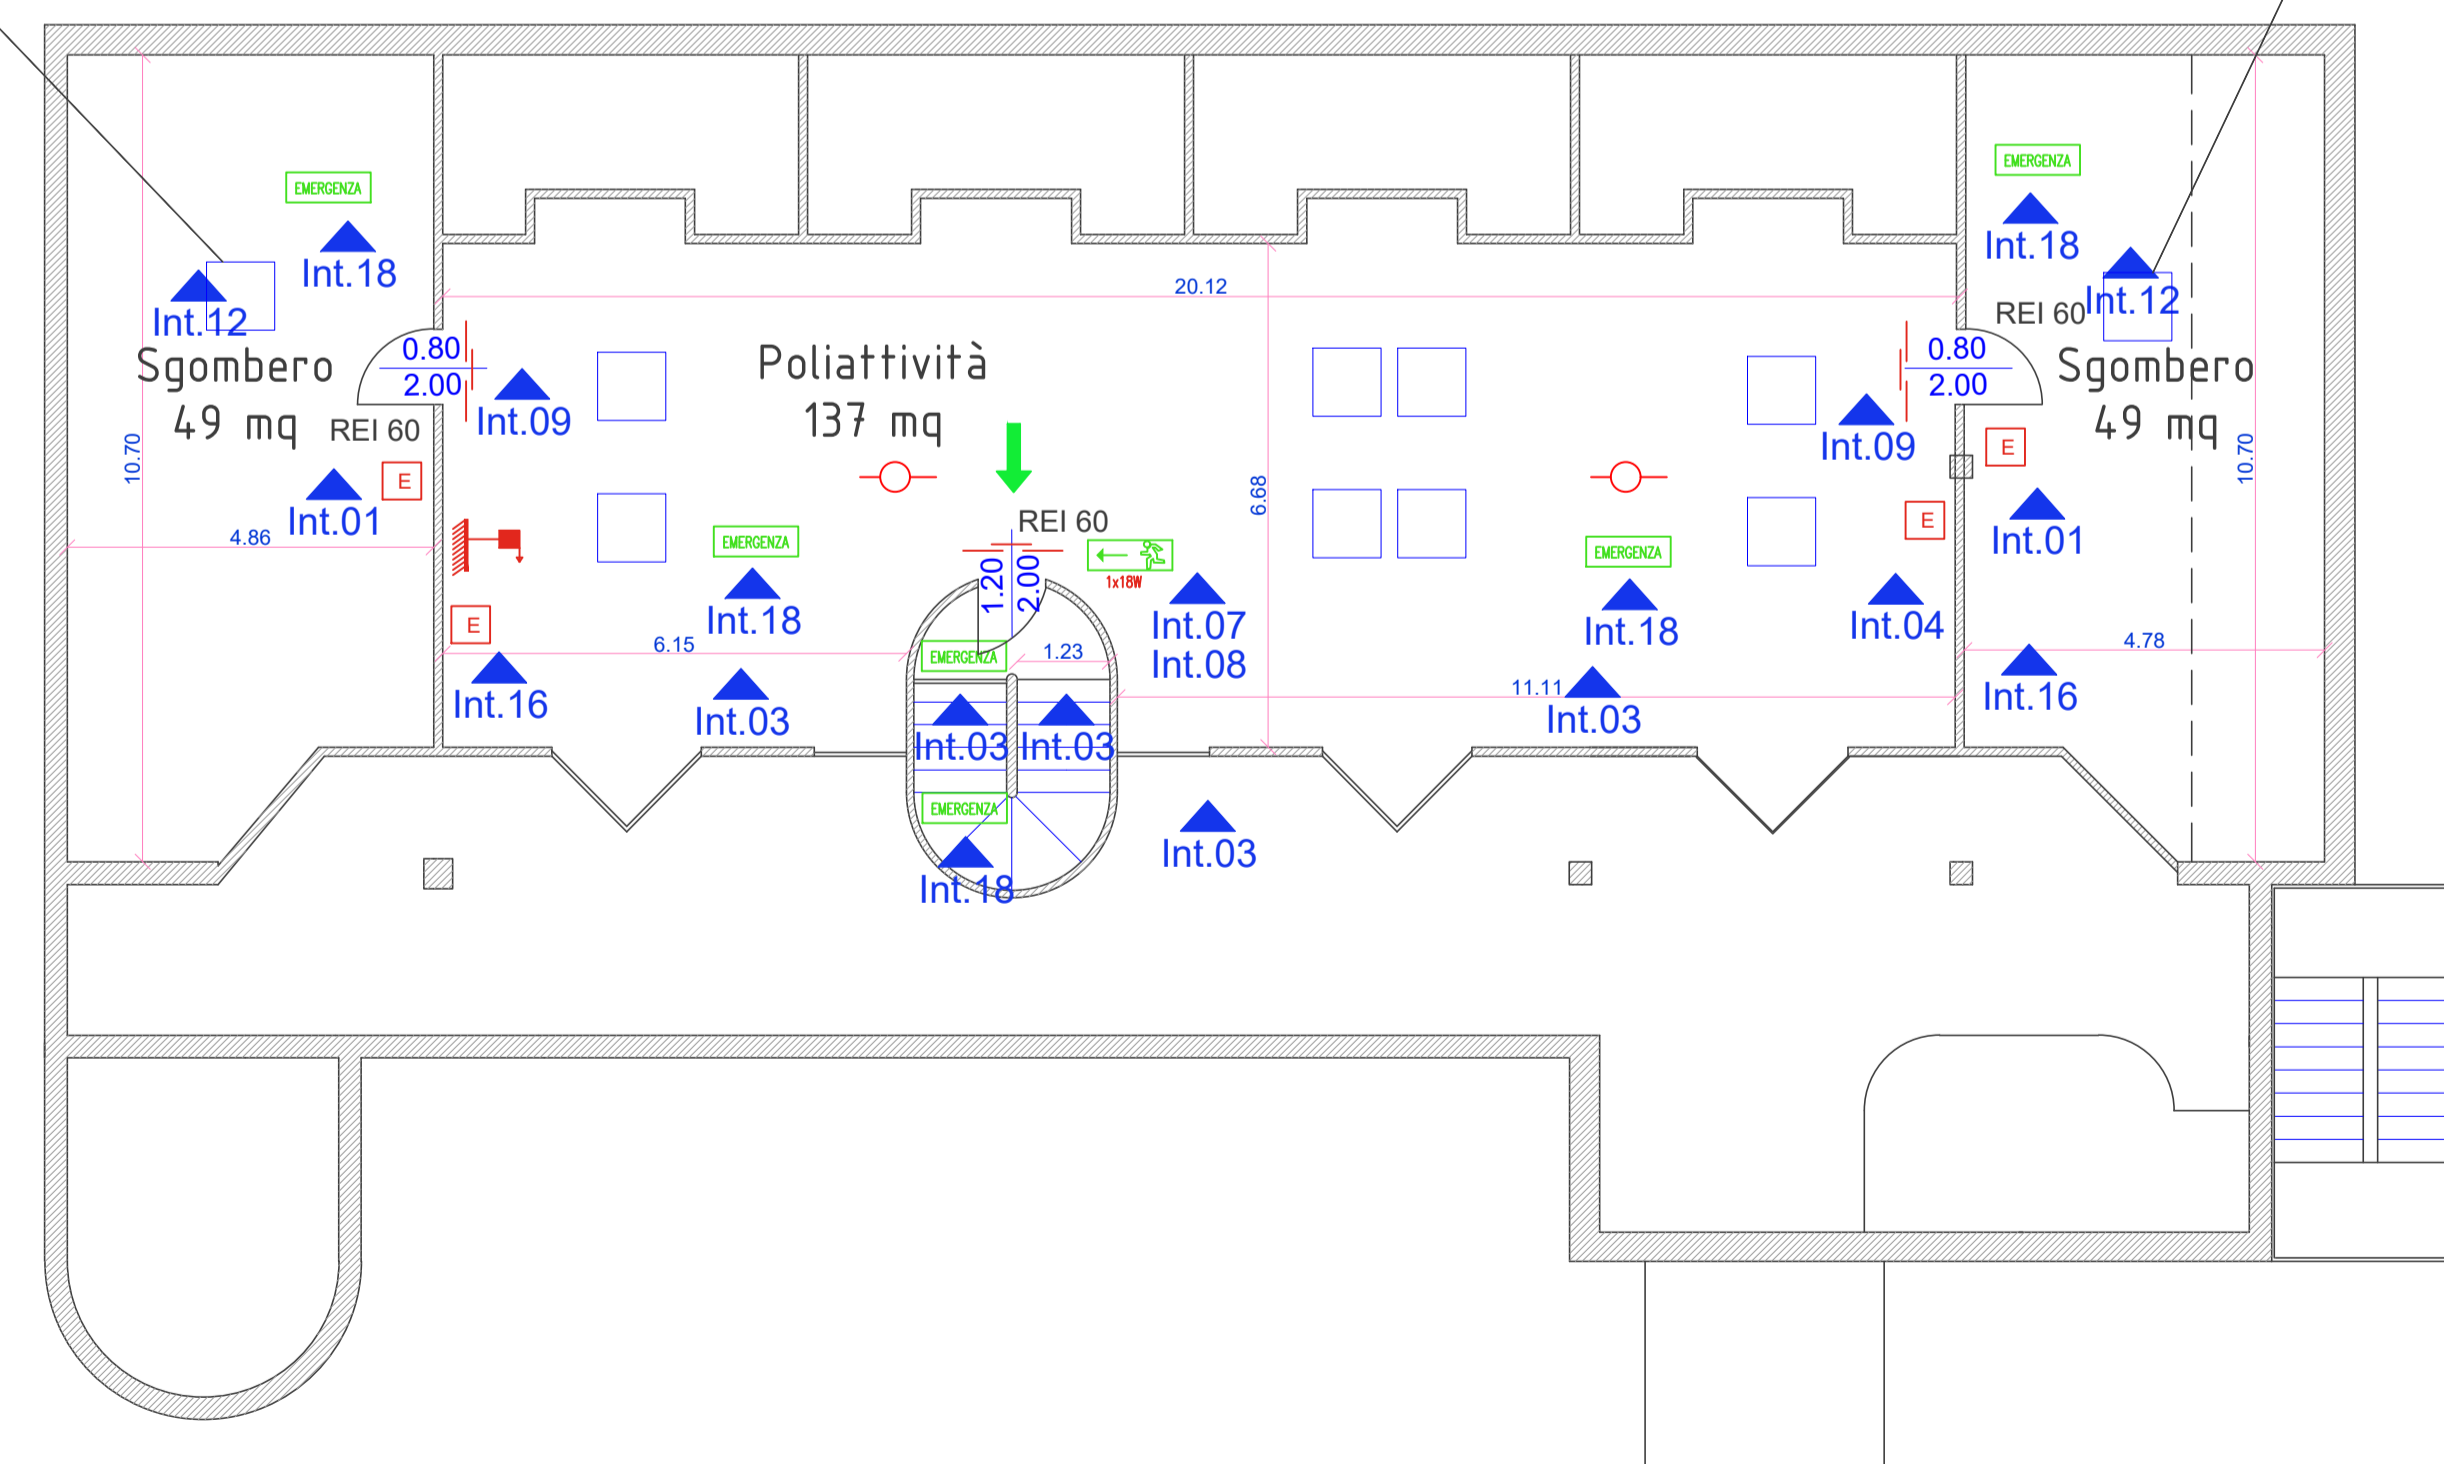 EMERGENZA
Int.18
Int.12
Sgombero
49 mq
REI 60
0.80
2.00
10.70
Int.01
E
4.86
Int.09
20.12
Poliattività
137 mq
6.68
REI 60
1.20
2.00
1x18W
EMERGENZA
Int.18
E
Int.16
6.15
Int.03
EMERGENZA
1.23
Int.07
Int.08
Int.03
Int.03
EMERGENZA
Int.18
Int.03
EMERGENZA
Int.18
11.11
Int.03
Int.09
E
Int.04
0.80
2.00
EMERGENZA
Int.18
Int.12
REI 60
Sgombero
49 mq
E
10.70
Int.01
4.78
Int.16